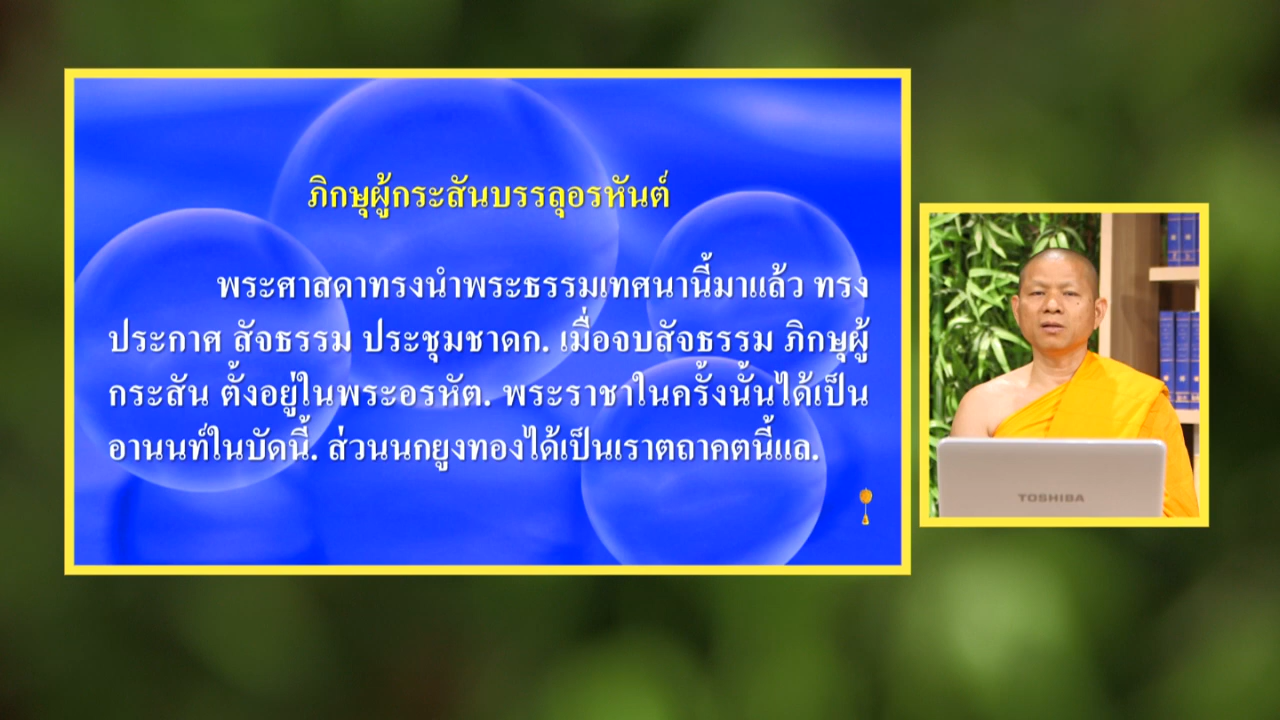 ภิกษุผู้กระสันบรรลุอรหันต์
พระศาสดาทรงนำพระธรรมเทศนานี้มาแล้ว ทรง
ประกาศ สัจธรรม ประชุมชาดก. เมื่อจบสัจธรรม ภิกษุผู้
กระสัน ตั้งอยู่ในพระอรหัต. พระราชาในครั้งนั้นได้เป็น
อานนท์ในบัดนี้. ส่วนนกยูงทองได้เป็นเราตถาคตนี้แล.
TOSHIBA